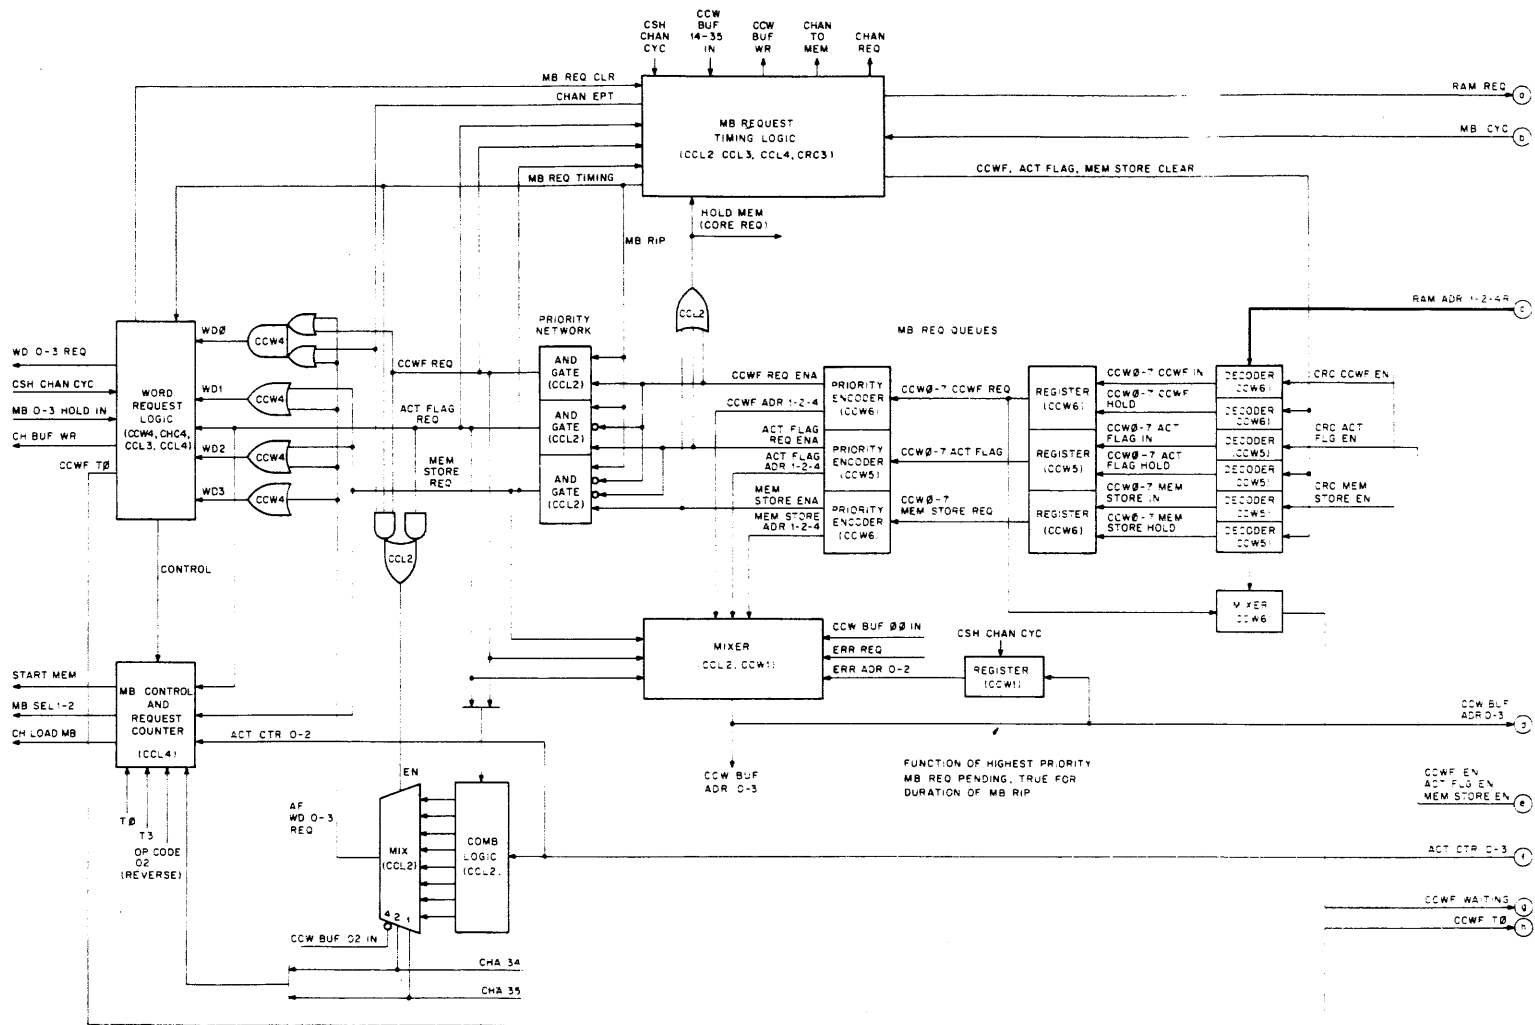 CSH
CHAN
CYC
CCW
BUF
14-35
IN
CCW
BUF
WR
CHAN
TO
MEM
CHAN
REQ
MB REQ CLR
CHAN EPT
MB REQUEST
TIMING LOGIC
(CCL2 CCL3, CCL4, CRC3)
RAM REQ
a
MB CYC
b
CCWF, ACT FLAG, MEM STORE CLEAR
MB REQ TIMING
HOLD MEM
(CORE REQ)
MB RIP
CCL2
PRIORITY
NETWORK
MB REQ QUEUES
RAM ADR 1-2-4R
c
WD 0-3 REQ
CSH CHAN CYC
MB 0-3 HOLD IN
CH BUF WR
CCWF TØ
WORD
REQUEST
LOGIC
(CCW4, CHC4,
CCL3, CCL4)
WDØ
CCW4
WD1
CCW4
WD2
CCW4
WD3
CCW4
CCWF REQ
ACT FLAG
REQ
MEM
STORE
REQ
AND
GATE
(CCL2)
AND
GATE
(CCL2)
AND
GATE
(CCL2)
CCWF REQ ENA
CCWF ADR 1-2-4
ACT FLAG
REQ ENA
ACT FLAG
ADR 1-2-4
MEM
STORE ENA
MEM STORE
ADR 1-2-4
PRIORITY
ENCODER
(CCW6)
PRIORITY
ENCODER
(CCW5)
PRIORITY
ENCODER
(CCW6)
CCWØ-7 CCWF REQ
CCWØ-7 ACT FLAG
CCWØ-7
MEM STORE REQ
REGISTER
(CCW6)
REGISTER
(CCW5)
REGISTER
(CCW6)
CCWØ-7 CCWF IN
CCWØ-7 CCWF
HOLD
CCWØ-7 ACT
FLAG IN
CCWØ-7 ACT
FLAG HOLD
CCWØ-7 MEM
STORE IN
CCWØ-7 MEM
STORE HOLD
DECODER
(CCW6)
DECODER
(CCW6)
DECODER
(CCW5)
DECODER
(CCW5)
DECODER
(CCW5)
DECODER
(CCW5)
CRC CCWF EN
CRC ACT
FLG EN
CRC MEM
STORE EN
CCL2
CONTROL
MIXER
CCW6
MIXER
(CCL2, CCW1)
CCW BUF ØØ IN
ERR REQ
ERR ADR 0-2
CSH CHAN CYC
REGISTER
(CCW1)
START MEM
MB SEL 1-2
CH LOAD MB
MB CONTROL
AND
REQUEST
COUNTER
(CCL4)
ACT CTR 0-2
CCW BUF
ADR 0-3
CCW BUF
ADR 0-3
FUNCTION OF HIGHEST PRIORITY
MB REQ PENDING, TRUE FOR
DURATION OF MB RIP
CCWF EN
ACT FLG EN
MEM STORE EN
e
TØ
T3
OP CODE
02
(REVERSE)
AF
WD 0-3
REQ
EN
MIX
(CCL2)
4 2 1
COMB
LOGIC
(CCL2)
ACT CTR 0-3
f
CCWF WAITING
g
CCWF TØ
h
CCW BUF 02 IN
CHA 34
CHA 35